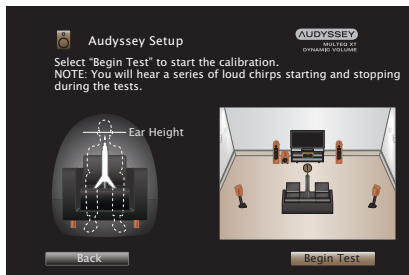 Audyssey Setup
AUDYSSEY
MULTEQ XT
DYNAMIC VOLUME
Select “Begin Test” to start the calibration.
NOTE: You will hear a series of loud chirps starting and stopping
during the tests.
Ear Height
Back
Begin Test